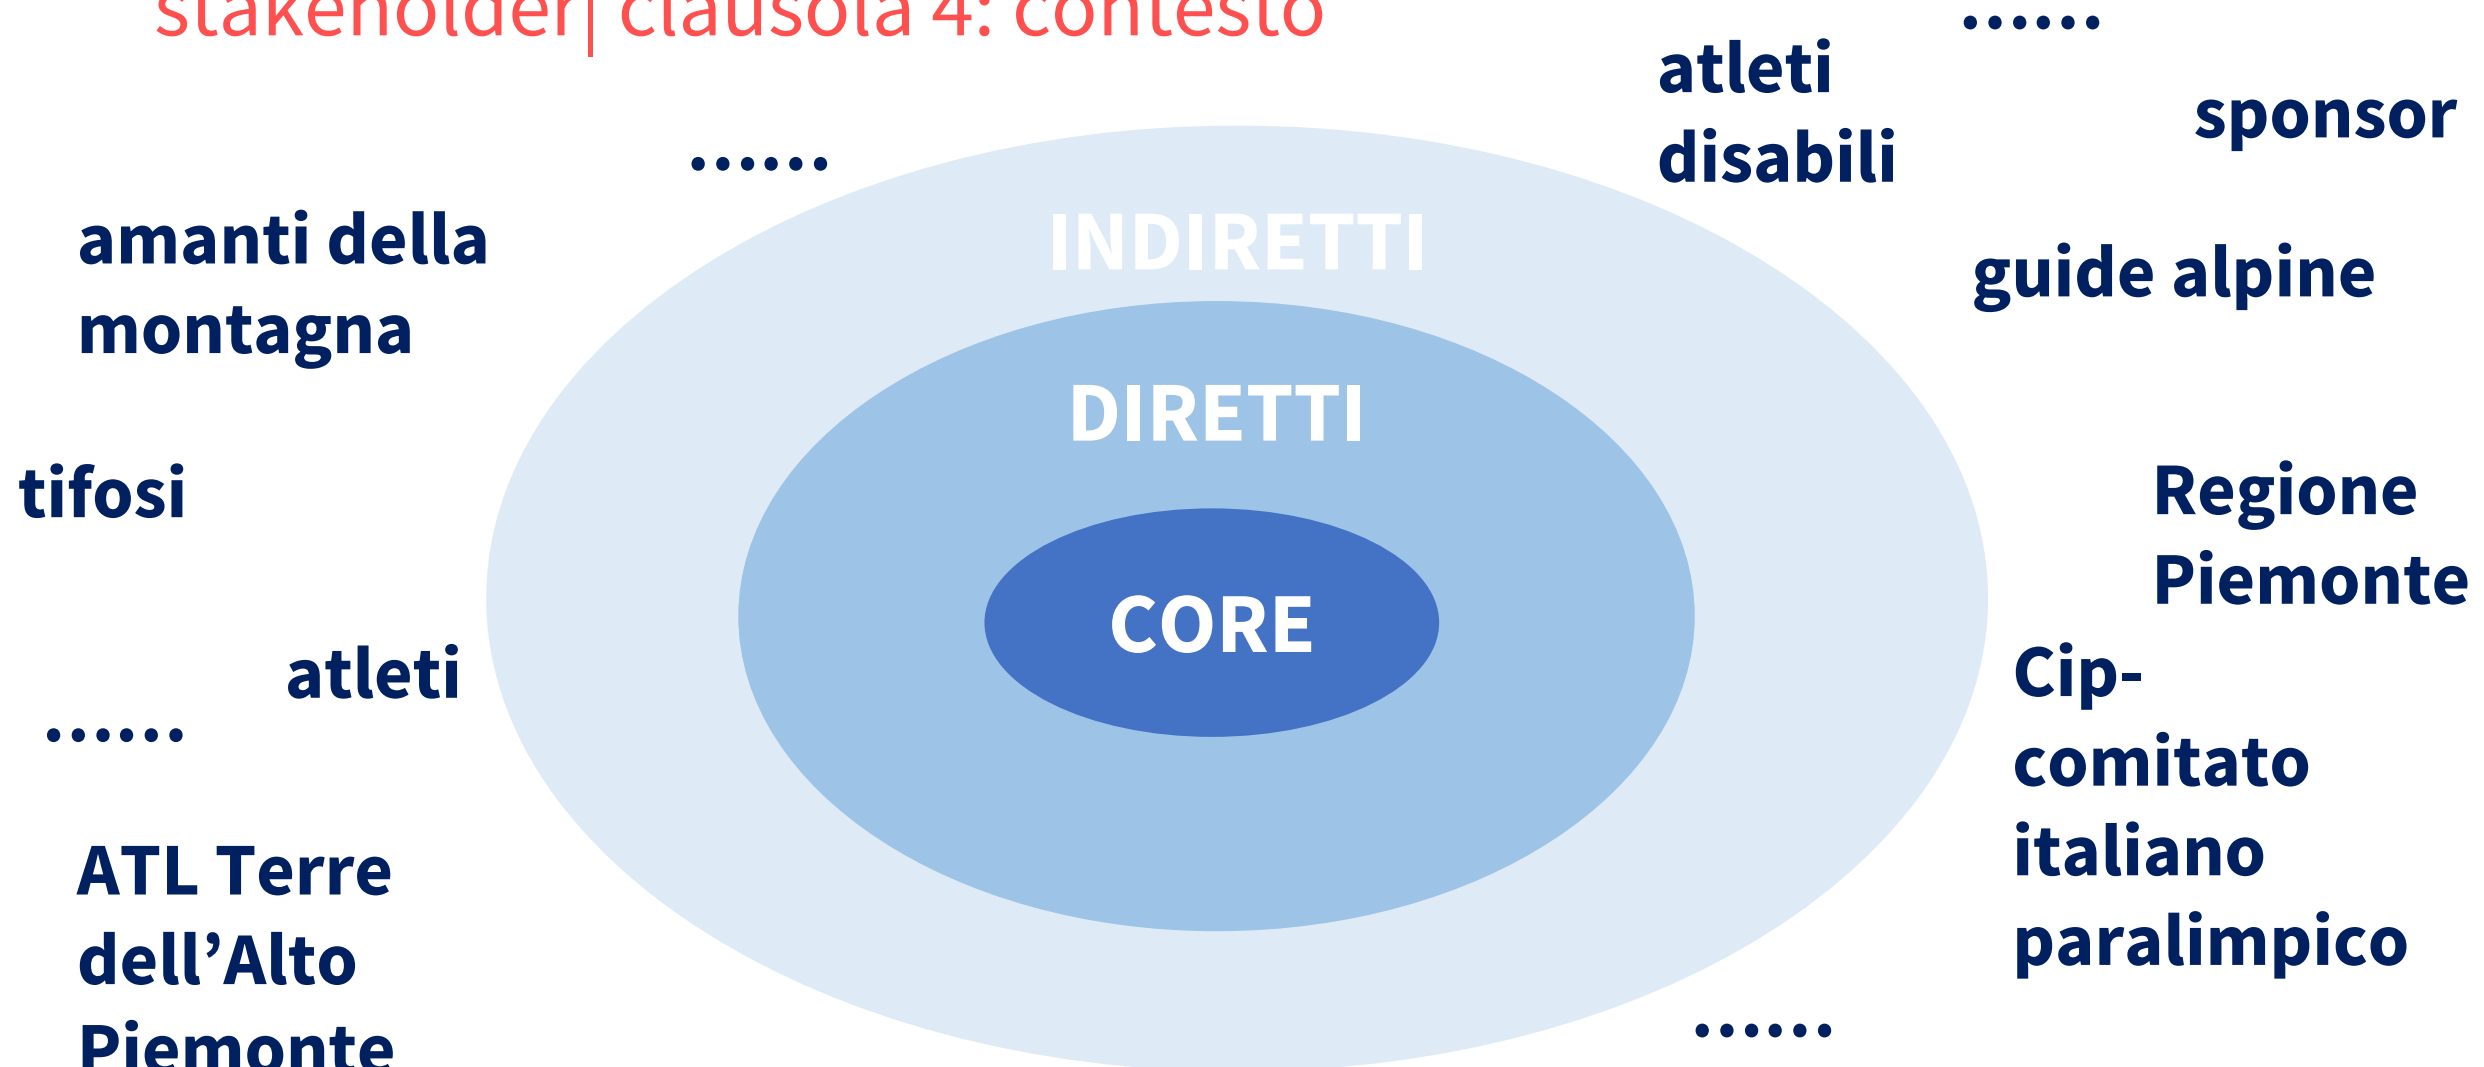 stakeholder| clausola 4: contesto
......
atleti
disabili
sponsor
......
amanti della
montagna
INDIRETTI
guide alpine
DIRETTI
tifosi
Regione
Piemonte
CORE
atleti
......
Cip-
comitato
italiano
paralimpico
ATL Terre
dell’Alto
Piemonte
......